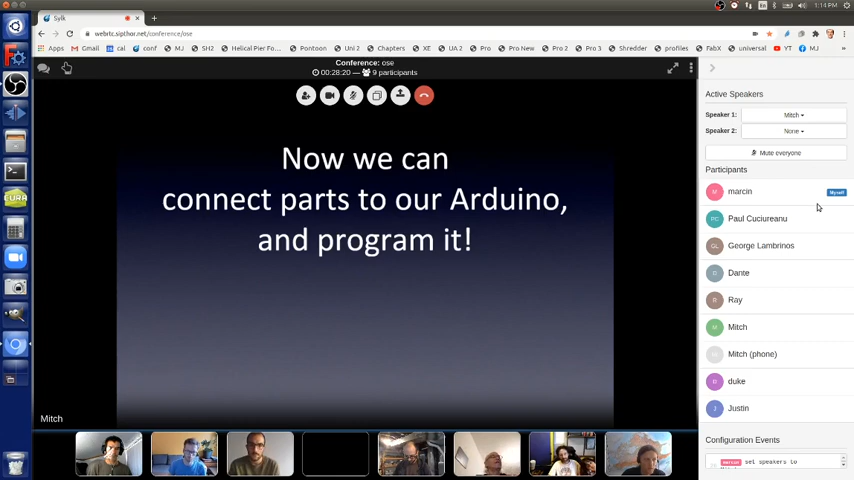 Sylk
1:14 PM
webrtc.sipthor.net/conference/ose
Apps Gmail cal conf MJ SH2 Helical Pier Fo... Pontoon Uni 2 Chapters XE UA 2 Pro Pro New Pro 2 Pro 3 Shredder profiles FabX universal YT MJ
Conference: ose
00:28:20 — 9 participants
Now we can
connect parts to our Arduino,
and program it!
Mitch
Active Speakers
Speaker 1: Mitch
Speaker 2: None
Mute everyone
Participants
M marcin Myself
PC Paul Cuciureanu
GL George Lambrinos
D Dante
R Ray
M Mitch
M Mitch (phone)
D duke
J Justin
Configuration Events
marcin set speakers to
CURA